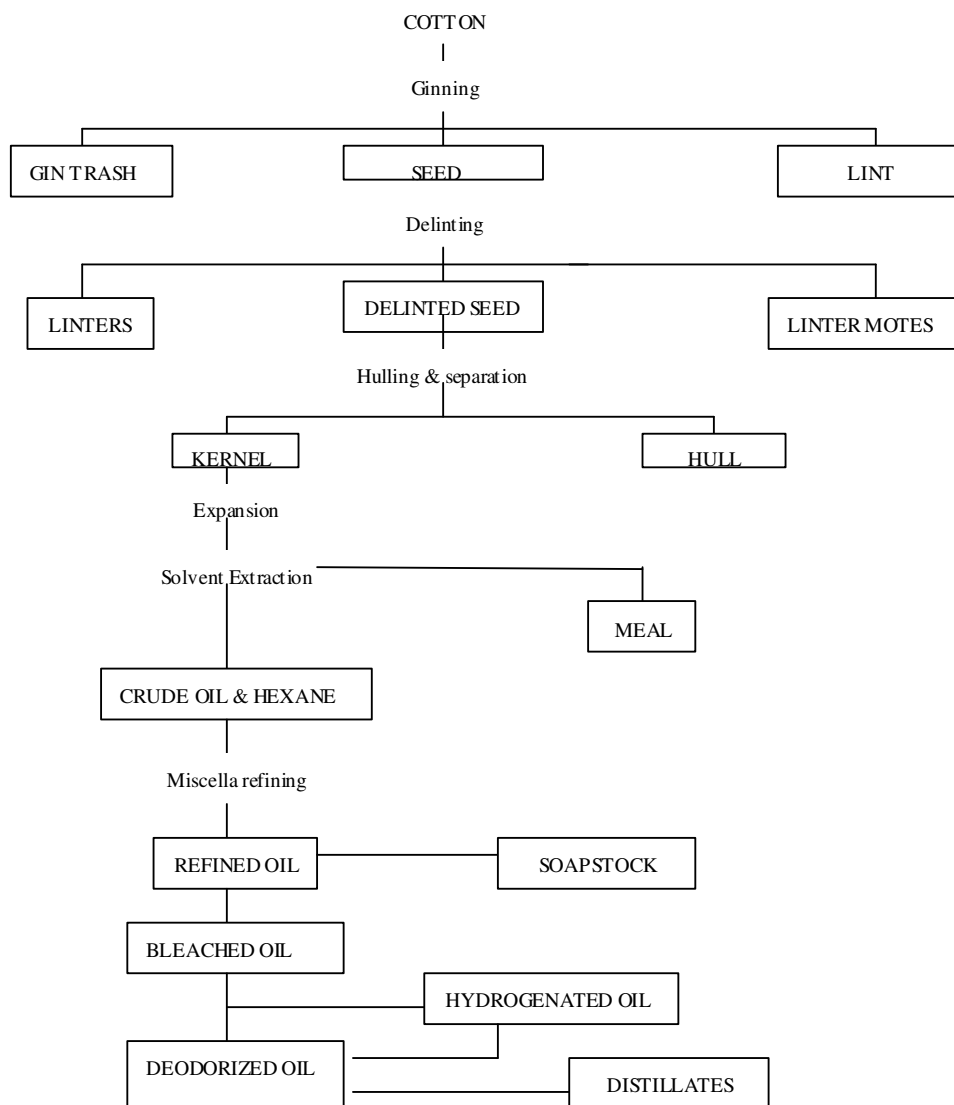 COTTON
Ginning
GIN TRASH
SEED
LINT
Delinting
LINTERS
DELINTED SEED
LINTER MOTES
Hulling & separation
KERNEL
HULL
Expansion
Solvent Extraction
MEAL
CRUDE OIL & HEXANE
Miscella refining
REFINED OIL
SOAPSTOCK
BLEACHED OIL
HYDROGENATED OIL
DEODORIZED OIL
DISTILLATES